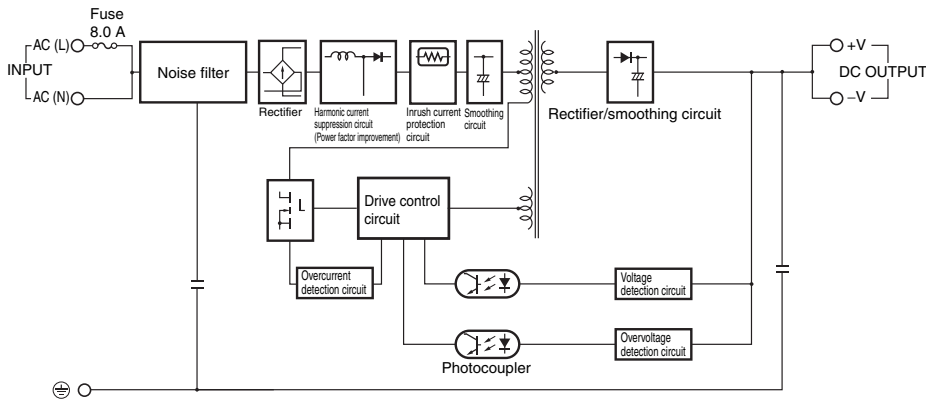 Fuse
8.0 A
AC (L)
INPUT
AC (N)
Noise filter
Rectifier
Harmonic current
suppression circuit
(Power factor improvement)
Inrush current
protection
circuit
Smoothing
circuit
Rectifier/smoothing circuit
+V
DC OUTPUT
–V
Drive control
circuit
Overcurrent
detection circuit
Voltage
detection circuit
Overvoltage
detection circuit
Photocoupler